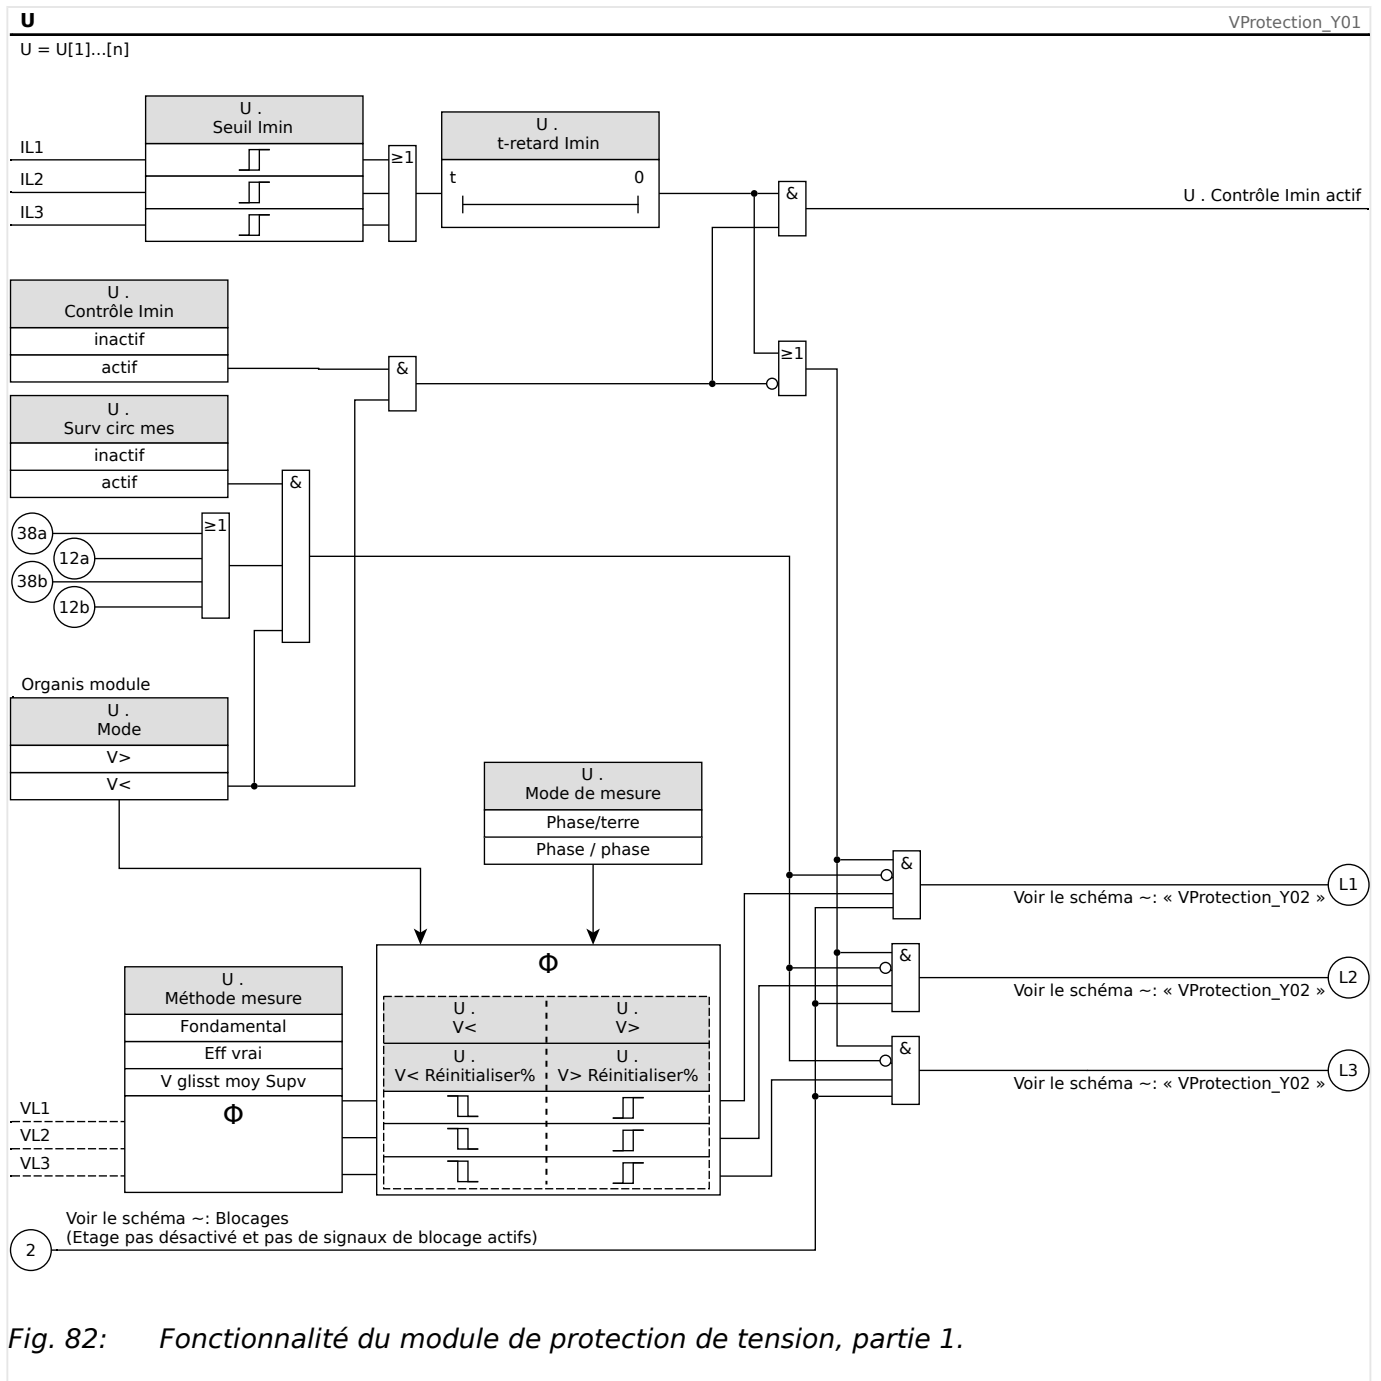 U
VProtection_Y01
U = U[1]...[n]
U .
Seuil Imin
IL1
IL2
IL3
≥1
U .
t-retard Imin
t
0
&
U . Contrôle Imin actif
U .
Contrôle Imin
inactif
actif
&
≥1
U .
Surv circ mes
inactif
actif
&
38a
12a
38b
12b
≥1
Organis module
U .
Mode
V>
V<
U .
Mode de mesure
Phase/terre
Phase / phase
&
L1
Voir le schéma ~: « VProtection_Y02 »
&
L2
Voir le schéma ~: « VProtection_Y02 »
&
L3
Voir le schéma ~: « VProtection_Y02 »
Φ
U .
V<
U .
V>
U .
V< Réinitialiser%
U .
V> Réinitialiser%
U .
Méthode mesure
Fondamental
Eff vrai
V glisst moy Supv
Φ
VL1
VL2
VL3
Voir le schéma ~: Blocages
(Etage pas désactivé et pas de signaux de blocage actifs)
2
Fig. 82: Fonctionnalité du module de protection de tension, partie 1.